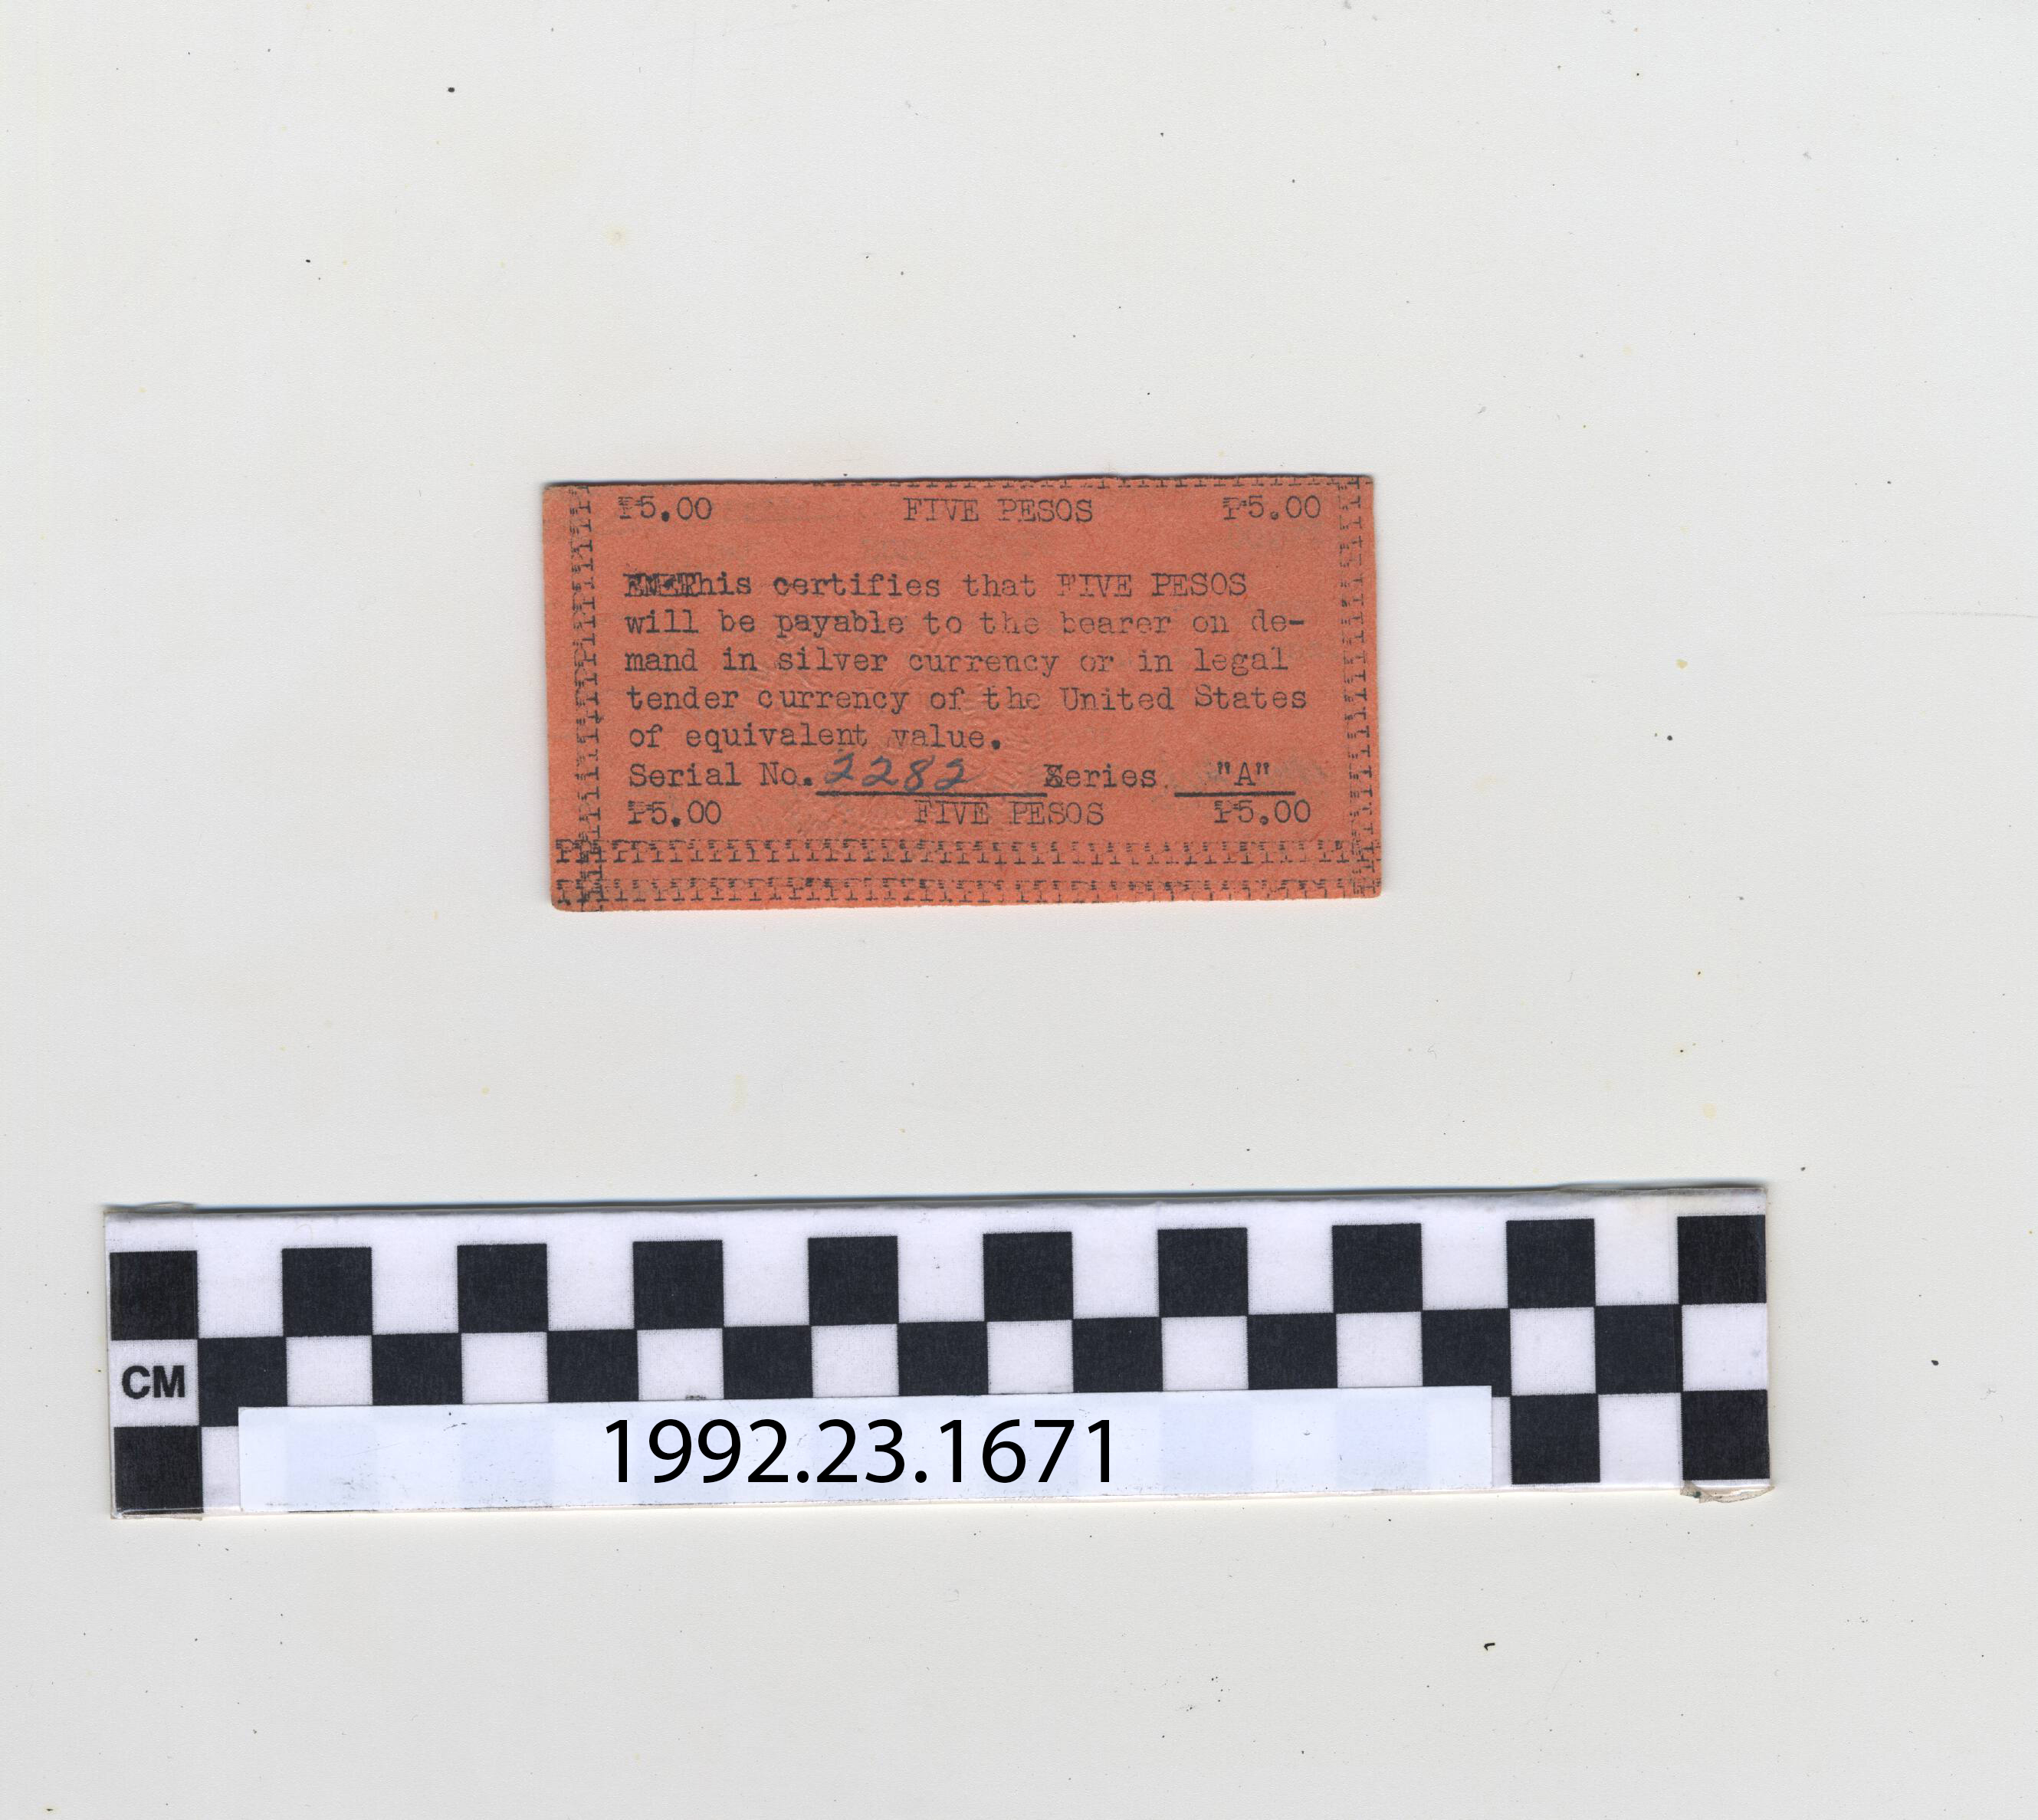 ₱5.00 FIVE PESOS ₱5.00
This certifies that FIVE PESOS
will be payable to the bearer on de-
mand in silver currency or in legal
tender currency of the United States
of equivalent value.
Serial No. 2282 Series "A"
₱5.00 FIVE PESOS ₱5.00
CM
1992.23.1671